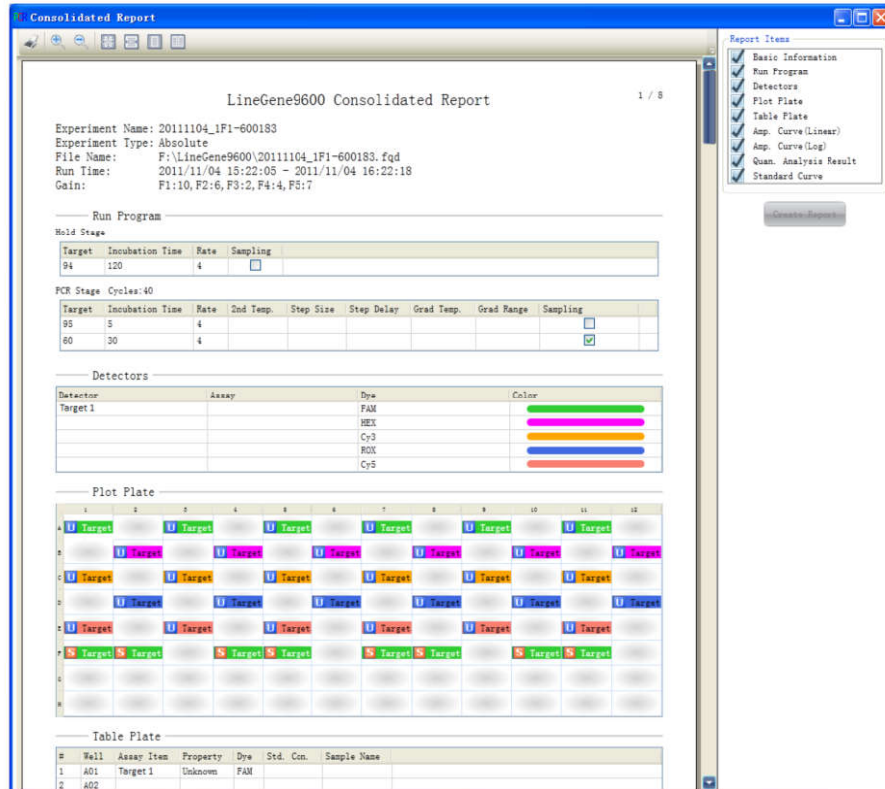 Consolidated Report
LineGene9600 Consolidated Report
1 / 5
Experiment Name: 20111104_1F1-600183
Experiment Type: Absolute
File Name: F:\LineGene9600\20111104_1F1-600183.fqd
Run Time: 2011/11/04 15:22:05 - 2011/11/04 16:22:18
Gain: F1:10, F2:6, F3:2, F4:4, F5:7
Run Program
Hold Stage
Target Incubation Time Rate Sampling
94 120 4
PCR Stage Cycles:40
Target Incubation Time Rate 2nd Temp. Step Size Step Delay Grad Temp. Grad Range Sampling
95 5 4
60 30 4
Detectors
Detector Assay Dye Color
Target 1 FAM
HEX
Cy3
ROX
Cy5
Plot Plate
1 2 3 4 5 6 7 8 9 10 11 12
A U Target U Target U Target U Target U Target U Target
B U Target U Target U Target U Target U Target U Target
C U Target U Target U Target U Target U Target U Target
D U Target U Target U Target U Target U Target U Target
E U Target U Target U Target U Target U Target U Target
F S Target S Target S Target S Target S Target S Target S Target S Target
G
H
Table Plate
# Well Assay Item Property Dye Std. Con. Sample Name
1 A01 Target 1 Unknown FAM
2 A02
Report Items
Basic Information
Run Program
Detectors
Plot Plate
Table Plate
Amp. Curve(Linear)
Amp. Curve(Log)
Quan. Analysis Result
Standard Curve
Create Report